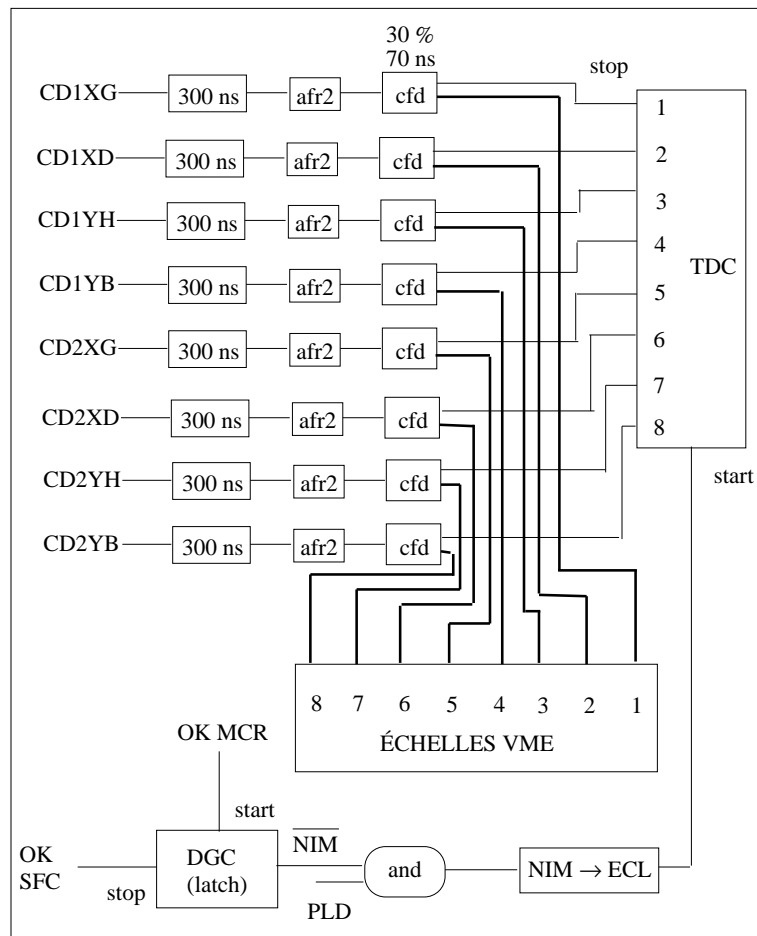 30 %
70 ns
stop
CD1XG 300 ns afr2 cfd 1
CD1XD 300 ns afr2 cfd 2
CD1YH 300 ns afr2 cfd 3
CD1YB 300 ns afr2 cfd 4
TDC
CD2XG 300 ns afr2 cfd 5
CD2XD 300 ns afr2 cfd 6
CD2YH 300 ns afr2 cfd 7
CD2YB 300 ns afr2 cfd 8
start
8 7 6 5 4 3 2 1
ÉCHELLES VME
OK MCR
start
OK
SFC
stop
DGC
(latch)
NIM
PLD
and
NIM → ECL